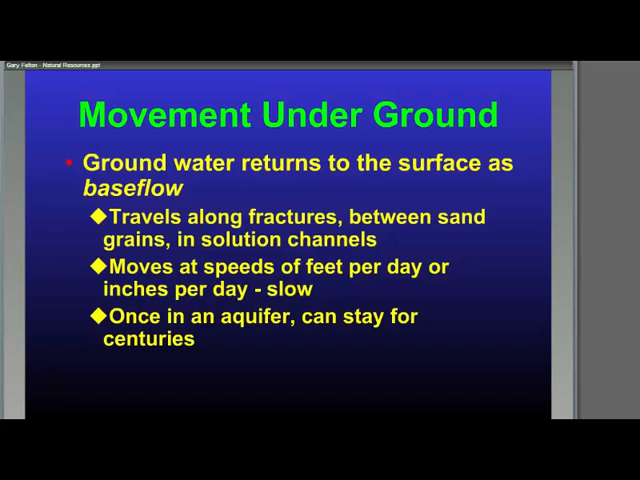 Gary Felton - Natural Resources.ppt
Movement Under Ground
• Ground water returns to the surface as
baseflow
◆Travels along fractures, between sand
grains, in solution channels
◆Moves at speeds of feet per day or
inches per day - slow
◆Once in an aquifer, can stay for
centuries